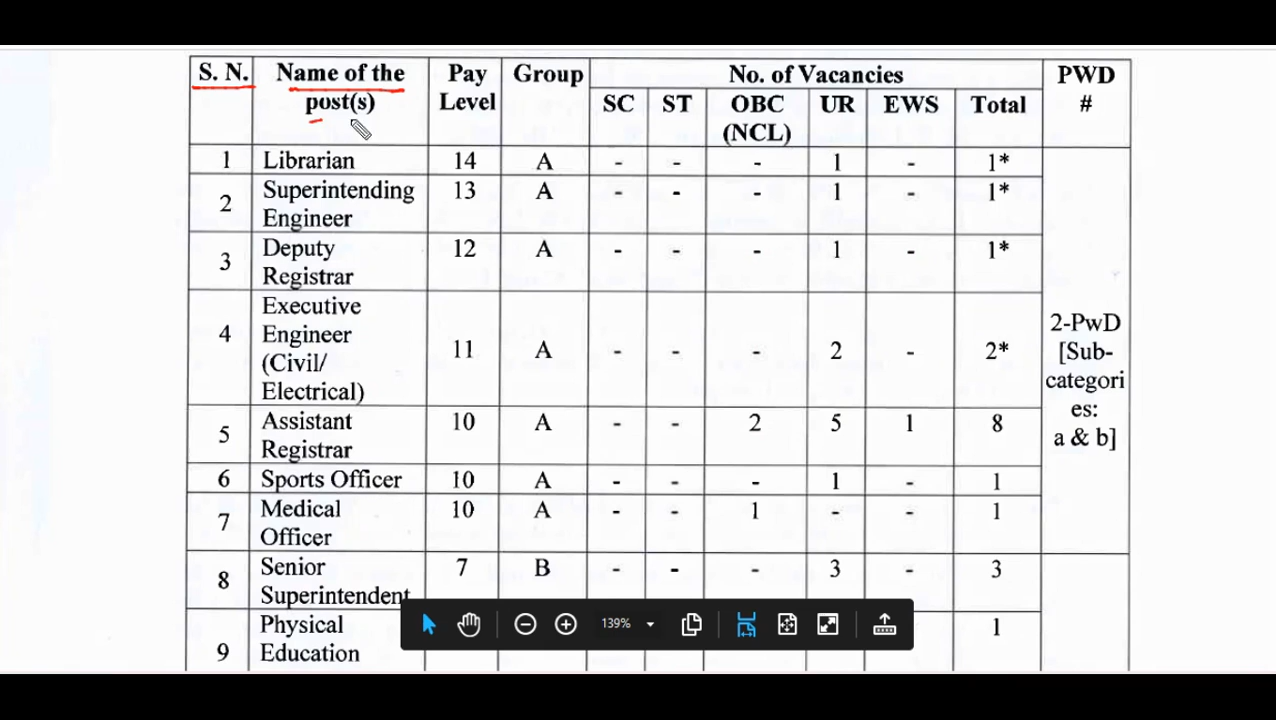 S. N. Name of the post(s) Pay Level Group No. of Vacancies PWD #
SC ST OBC (NCL) UR EWS Total
1 Librarian 14 A - - - 1 - 1*
2 Superintending Engineer 13 A - - - 1 - 1*
3 Deputy Registrar 12 A - - - 1 - 1*
4 Executive Engineer (Civil/ Electrical) 11 A - - - 2 - 2*
5 Assistant Registrar 10 A - - 2 5 1 8
6 Sports Officer 10 A - - - 1 - 1
7 Medical Officer 10 A - - 1 - - 1
2-PwD [Sub-categories: a & b]
8 Senior Superintendent 7 B - - 3 - 3
9 Physical Education 1
139%